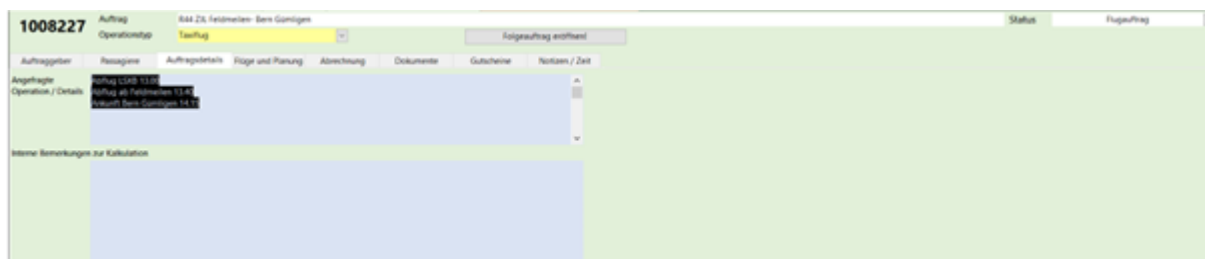 1008227
Auftrag R44 ZJL Feldmeilen- Bern Gümligen
Status Flugauftrag
Operationstyp Taxiflug
Folgeauftrag eröffnen!
Auftraggeber Passagiere Auftragsdetails Flüge und Planung Abrechnung Dokumente Gutscheine Notizen / Zeit
Angefragte
Operation / Details
Abflug LSXB 13.00
Abflug ab Feldmeilen 13.40
Ankunft Bern Gümligen 14.15
Interne Bemerkungen zur Kalkulation